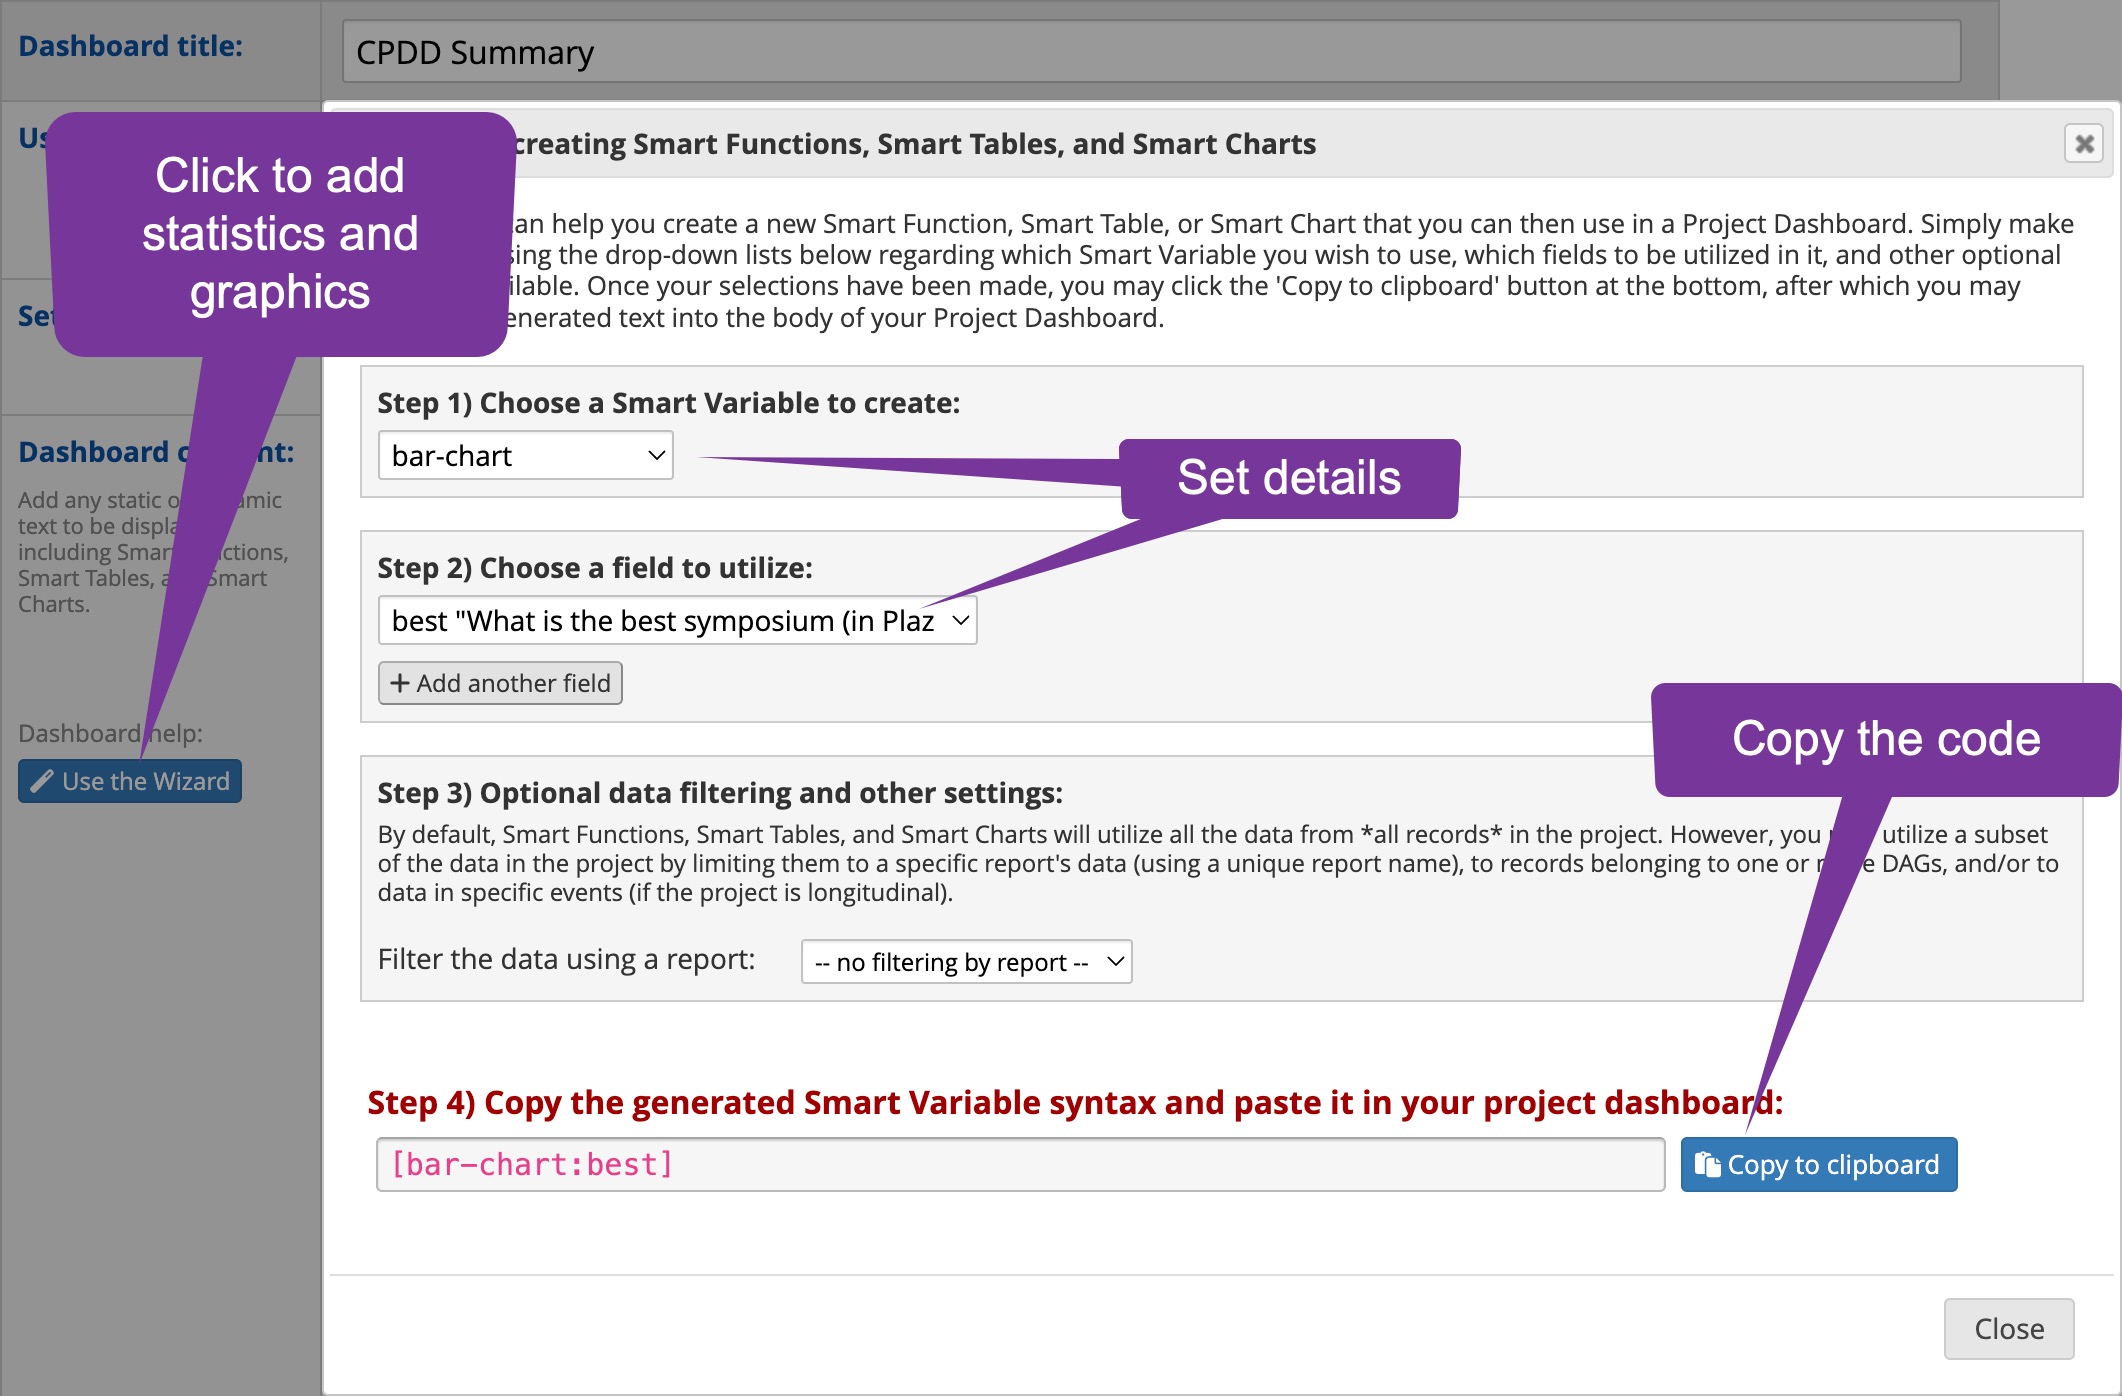 Dashboard title:
CPDD Summary
Us
creating Smart Functions, Smart Tables, and Smart Charts
Click to add
statistics and
graphics
an help you create a new Smart Function, Smart Table, or Smart Chart that you can then use in a Project Dashboard. Simply make
sing the drop-down lists below regarding which Smart Variable you wish to use, which fields to be utilized in it, and other optional
ilable. Once your selections have been made, you may click the 'Copy to clipboard' button at the bottom, after which you may
enerated text into the body of your Project Dashboard.
Set
Step 1) Choose a Smart Variable to create:
bar-chart
Set details
Dashboard c nt:
Add any static o amic
text to be displa
including Smar ctions,
Smart Tables, a Smart
Charts.
Step 2) Choose a field to utilize:
best "What is the best symposium (in Plaz
+ Add another field
Dashboard help:
Use the Wizard
Copy the code
Step 3) Optional data filtering and other settings:
By default, Smart Functions, Smart Tables, and Smart Charts will utilize all the data from *all records* in the project. However, you utilize a subset
of the data in the project by limiting them to a specific report's data (using a unique report name), to records belonging to one or e DAGs, and/or to
data in specific events (if the project is longitudinal).
Filter the data using a report:
-- no filtering by report --
Step 4) Copy the generated Smart Variable syntax and paste it in your project dashboard:
[bar-chart:best]
Copy to clipboard
Close